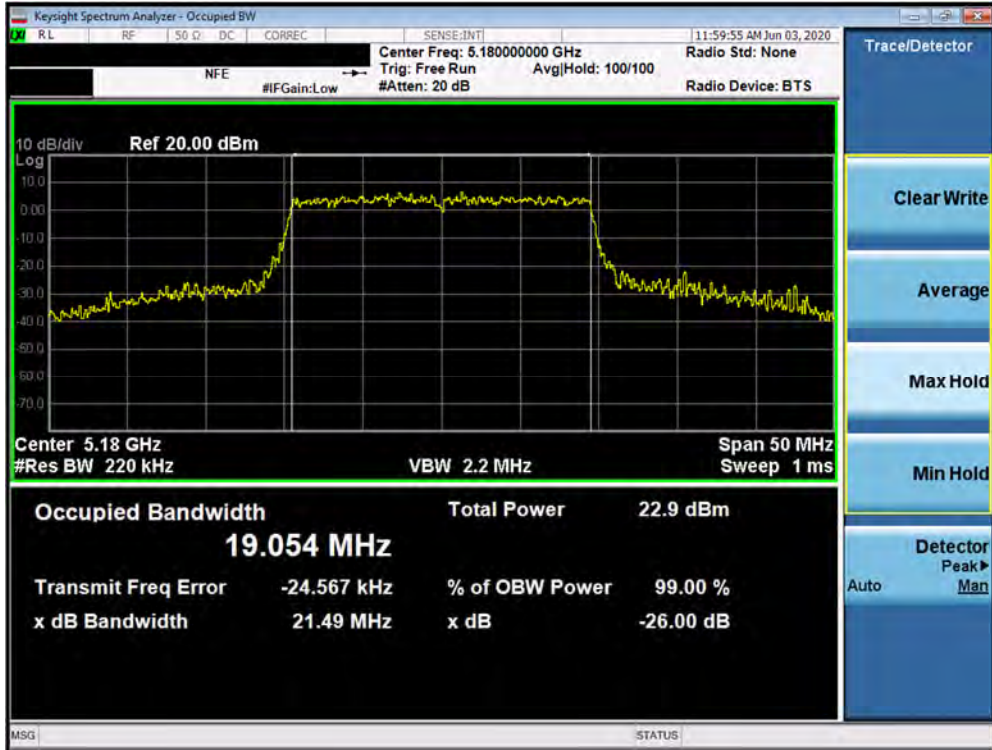 Keysight Spectrum Analyzer - Occupied BW
LXI RL RF 50 Ω DC CORREC SENSE:INT 11:59:55 AM Jun 03, 2020
Center Freq: 5.180000000 GHz Radio Std: None
NFE Trig: Free Run Avg|Hold: 100/100
#IFGain:Low #Atten: 20 dB Radio Device: BTS
Trace/Detector
10 dB/div Ref 20.00 dBm
Log
10.0
0.00
-10.0
-20.0
-30.0
-40.0
-50.0
-60.0
-70.0
Center 5.18 GHz Span 50 MHz
#Res BW 220 kHz VBW 2.2 MHz Sweep 1 ms
Occupied Bandwidth Total Power 22.9 dBm
19.054 MHz
Transmit Freq Error -24.567 kHz % of OBW Power 99.00 %
x dB Bandwidth 21.49 MHz x dB -26.00 dB
Clear Write
Average
Max Hold
Min Hold
Detector
Peak▶
Auto Man
MSG STATUS